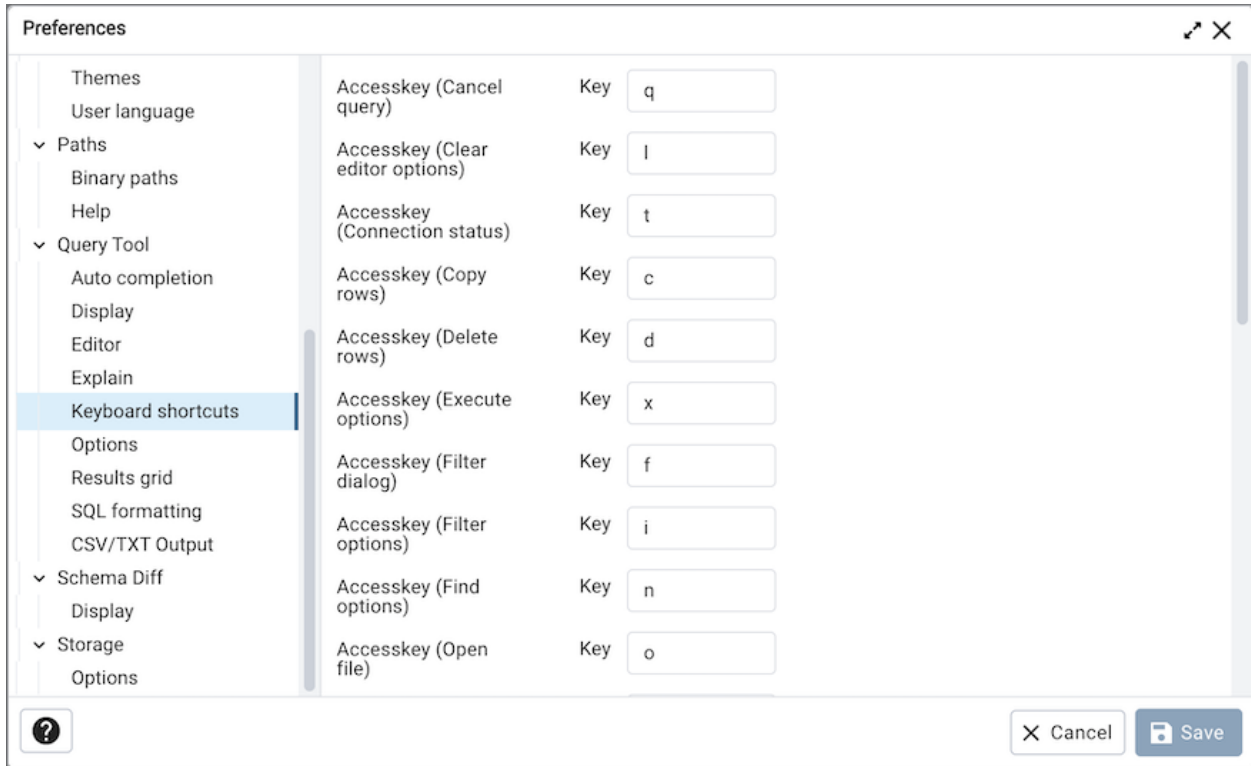 Preferences
Themes
User language
Paths
Binary paths
Help
Query Tool
Auto completion
Display
Editor
Explain
Keyboard shortcuts
Options
Results grid
SQL formatting
CSV/TXT Output
Schema Diff
Display
Storage
Options
Accesskey (Cancel
query)
Key
q
Accesskey (Clear
editor options)
Key
l
Accesskey
(Connection status)
Key
t
Accesskey (Copy
rows)
Key
c
Accesskey (Delete
rows)
Key
d
Accesskey (Execute
options)
Key
x
Accesskey (Filter
dialog)
Key
f
Accesskey (Filter
options)
Key
i
Accesskey (Find
options)
Key
n
Accesskey (Open
file)
Key
o
?
Cancel
Save